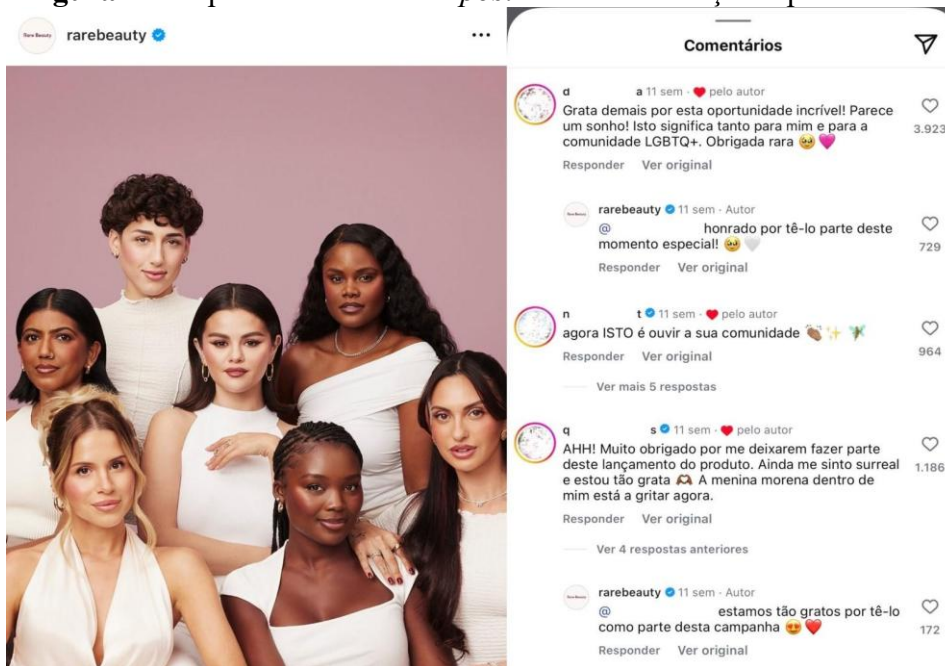 rarebeauty
Comentários
d a 11 sem · ❤️ pelo autor
Grata demais por esta oportunidade incrível! Parece
um sonho! Isto significa tanto para mim e para a
comunidade LGBTQ+. Obrigada rara 🥹💗
3.923
Responder Ver original
rarebeauty 11 sem · Autor
@ honrado por tê-lo parte deste
momento especial! 🥹🤍
729
Responder Ver original
n t 11 sem · ❤️ pelo autor
agora ISTO é ouvir a sua comunidade 👏🏽✨🧚
964
Responder Ver original
Ver mais 5 respostas
q s 11 sem · ❤️ pelo autor
AHH! Muito obrigado por me deixarem fazer parte
deste lançamento do produto. Ainda me sinto surreal
e estou tão grata 🫶🏽 A menina morena dentro de
mim está a gritar agora.
1.186
Responder Ver original
Ver 4 respostas anteriores
rarebeauty 11 sem · Autor
@ estamos tão gratos por tê-lo
como parte desta campanha 😍❤️
172
Responder Ver original